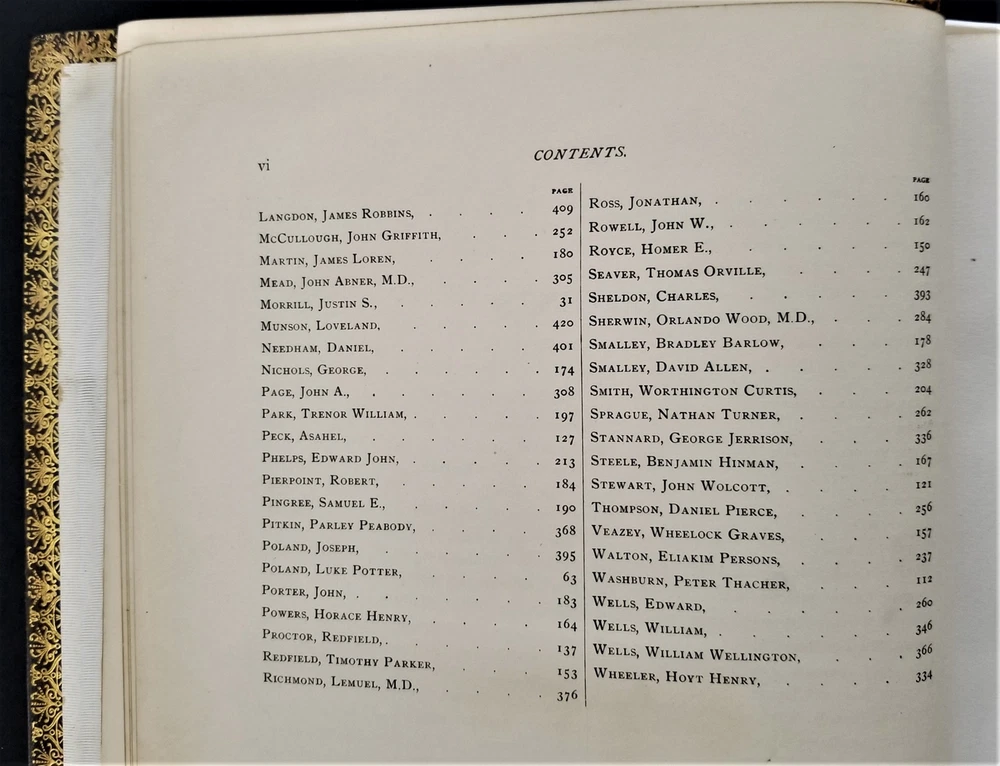 vi
CONTENTS.
PAGE
LANGDON, JAMES ROBBINS, . . . . 409
MCCULLOUGH, JOHN GRIFFITH, . . . 252
MARTIN, JAMES LOREN, . . . . 180
MEAD, JOHN ABNER, M.D., . . . . 305
MORRILL, JUSTIN S., . . . . . 31
MUNSON, LOVELAND, . . . . . 420
NEEDHAM, DANIEL, . . . . . 401
NICHOLS, GEORGE, . . . . . 174
PAGE, JOHN A., . . . . . . 308
PARK, TRENOR WILLIAM, . . . . . 197
PECK, ASAHEL, . . . . . . 127
PHELPS, EDWARD JOHN, . . . . . 213
PIERPOINT, ROBERT, . . . . . 184
PINGREE, SAMUEL E., . . . . . 190
PITKIN, PARLEY PEABODY, . . . . 368
POLAND, JOSEPH, . . . . . 395
POLAND, LUKE POTTER, . . . . 63
PORTER, JOHN, . . . . . . 183
POWERS, HORACE HENRY, . . . . 164
PROCTOR, REDFIELD, . . . . . 137
REDFIELD, TIMOTHY PARKER, . . . 153
RICHMOND, LEMUEL, M.D., . . . . 376
PAGE
ROSS, JONATHAN, . . . . . . 160
ROWELL, JOHN W., . . . . . . 162
ROYCE, HOMER E., . . . . . 150
SEAVER, THOMAS ORVILLE, . . . . 247
SHELDON, CHARLES, . . . . . 393
SHERWIN, ORLANDO WOOD, M.D., . . . 284
SMALLEY, BRADLEY BARLOW, . . . 178
SMALLEY, DAVID ALLEN, . . . . . 328
SMITH, WORTHINGTON CURTIS, . . . 204
SPRAGUE, NATHAN TURNER, . . . . 262
STANNARD, GEORGE JERRISON, . . . 336
STEELE, BENJAMIN HINMAN, . . . . 167
STEWART, JOHN WOLCOTT, . . . . 121
THOMPSON, DANIEL PIERCE, . . . . 256
VEAZEY, WHEELOCK GRAVES, . . . 157
WALTON, ELIAKIM PERSONS, . . . . 237
WASHBURN, PETER THACHER, . . . 112
WELLS, EDWARD, . . . . . . 260
WELLS, WILLIAM, . . . . . . 346
WELLS, WILLIAM WELLINGTON, . . . 366
WHEELER, HOYT HENRY, . . . . 334